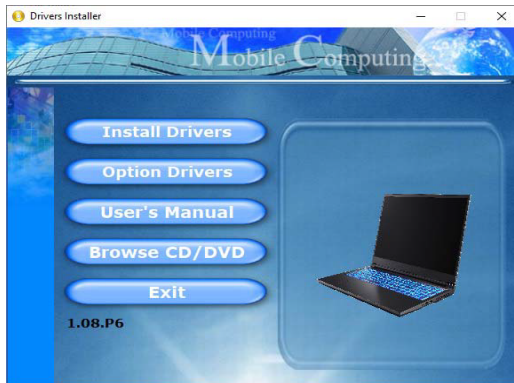 Drivers Installer
Mobile Computing
Mobile Computing
Install Drivers
Option Drivers
User's Manual
Browse CD/DVD
Exit
1.08.P6